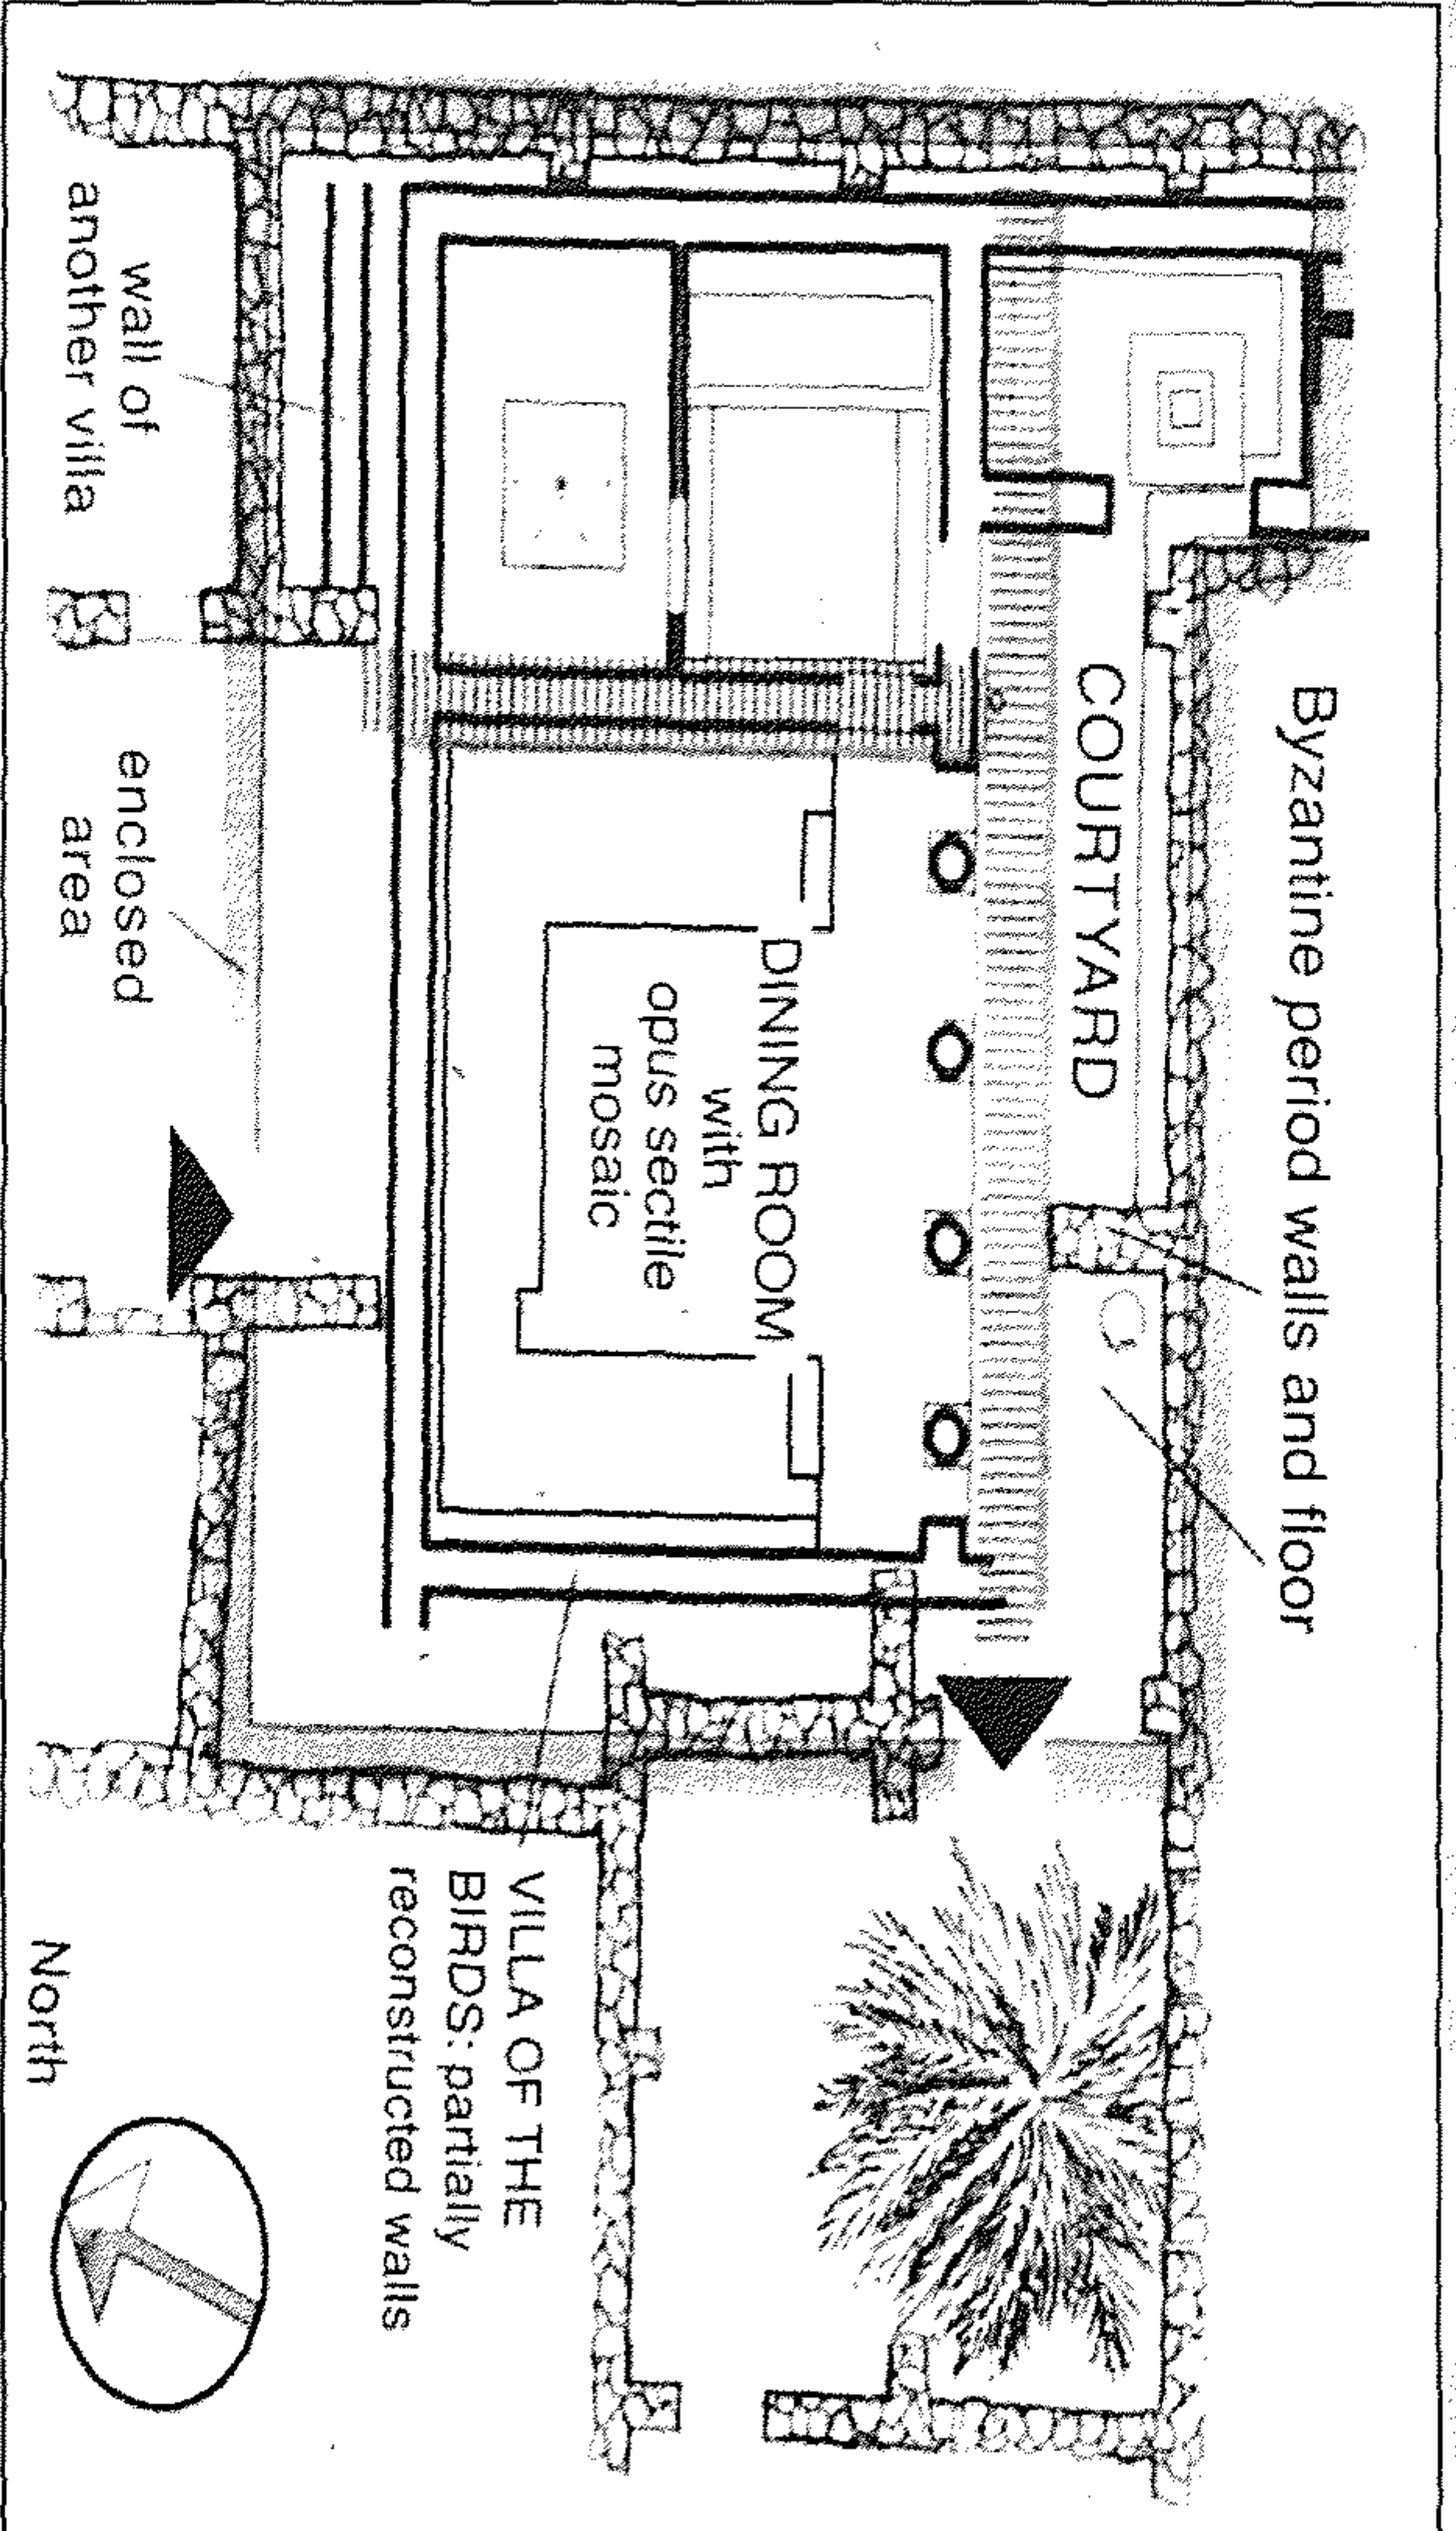 Byzantine period walls and floor
COURTYARD
DINING ROOM
with
opus sectile
mosaic
wall of
another villa
enclosed
area
VILLA OF THE
BIRDS: partially
reconstructed walls
North